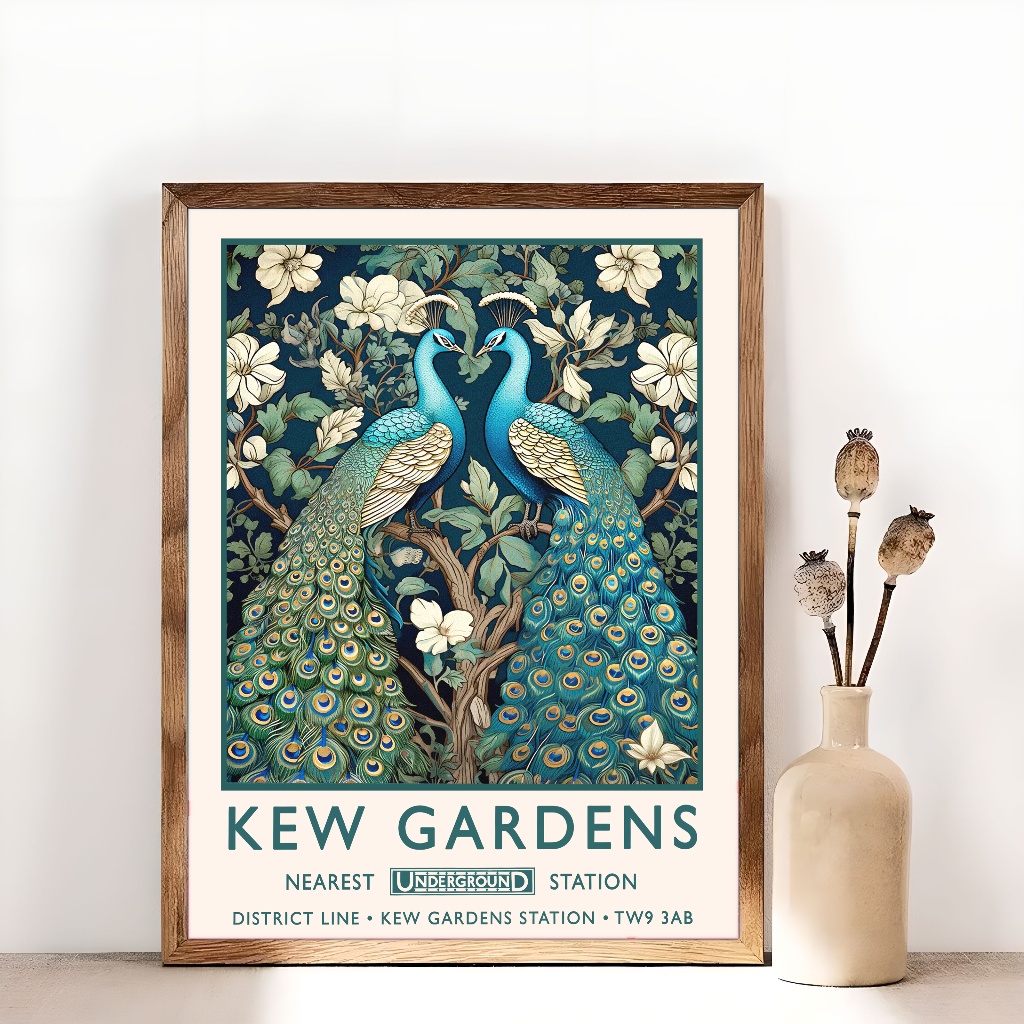 KEW GARDENS
NEAREST UNDERGROUND STATION
DISTRICT LINE • KEW GARDENS STATION • TW9 3AB